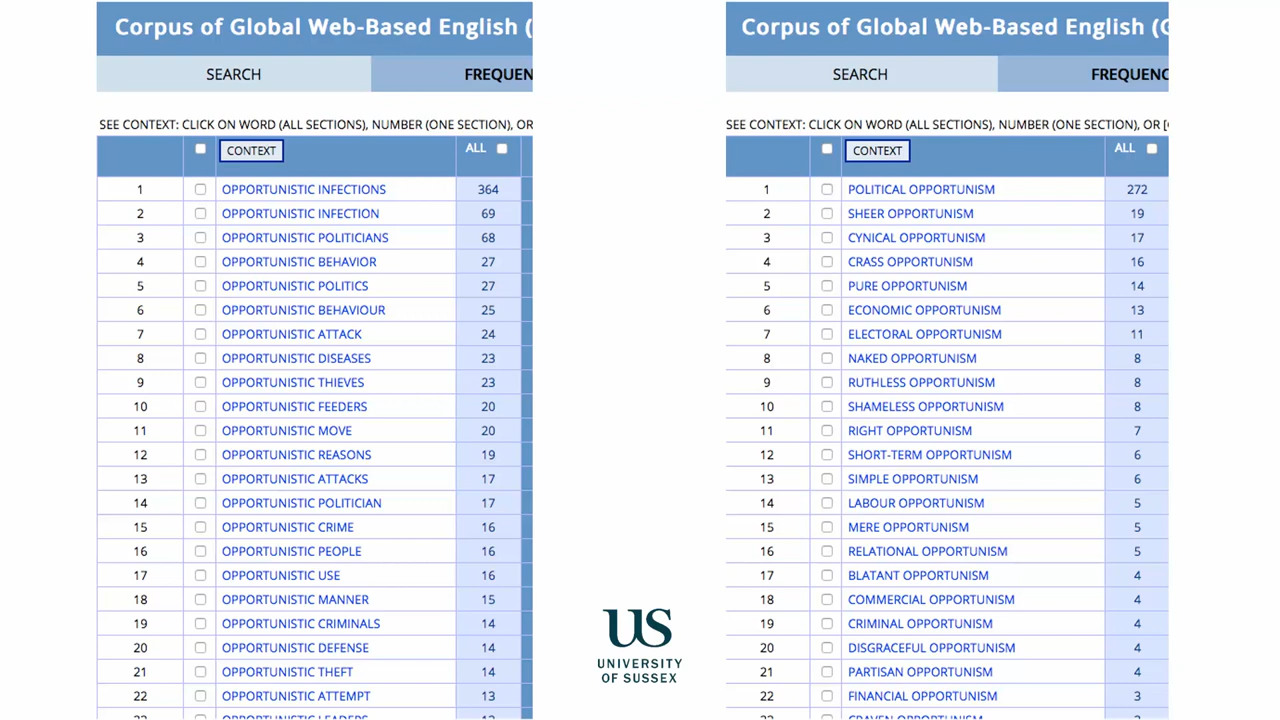 Corpus of Global Web-Based English (
SEARCH FREQUEN
SEE CONTEXT: CLICK ON WORD (ALL SECTIONS), NUMBER (ONE SECTION), OR
CONTEXT ALL
1 OPPORTUNISTIC INFECTIONS 364
2 OPPORTUNISTIC INFECTION 69
3 OPPORTUNISTIC POLITICIANS 68
4 OPPORTUNISTIC BEHAVIOR 27
5 OPPORTUNISTIC POLITICS 27
6 OPPORTUNISTIC BEHAVIOUR 25
7 OPPORTUNISTIC ATTACK 24
8 OPPORTUNISTIC DISEASES 23
9 OPPORTUNISTIC THIEVES 23
10 OPPORTUNISTIC FEEDERS 20
11 OPPORTUNISTIC MOVE 20
12 OPPORTUNISTIC REASONS 19
13 OPPORTUNISTIC ATTACKS 17
14 OPPORTUNISTIC POLITICIAN 17
15 OPPORTUNISTIC CRIME 16
16 OPPORTUNISTIC PEOPLE 16
17 OPPORTUNISTIC USE 16
18 OPPORTUNISTIC MANNER 15
19 OPPORTUNISTIC CRIMINALS 14
20 OPPORTUNISTIC DEFENSE 14
21 OPPORTUNISTIC THEFT 14
22 OPPORTUNISTIC ATTEMPT 13
US
UNIVERSITY
OF SUSSEX
Corpus of Global Web-Based English (G
SEARCH FREQUENC
SEE CONTEXT: CLICK ON WORD (ALL SECTIONS), NUMBER (ONE SECTION), OR [
CONTEXT ALL
1 POLITICAL OPPORTUNISM 272
2 SHEER OPPORTUNISM 19
3 CYNICAL OPPORTUNISM 17
4 CRASS OPPORTUNISM 16
5 PURE OPPORTUNISM 14
6 ECONOMIC OPPORTUNISM 13
7 ELECTORAL OPPORTUNISM 11
8 NAKED OPPORTUNISM 8
9 RUTHLESS OPPORTUNISM 8
10 SHAMELESS OPPORTUNISM 8
11 RIGHT OPPORTUNISM 7
12 SHORT-TERM OPPORTUNISM 6
13 SIMPLE OPPORTUNISM 6
14 LABOUR OPPORTUNISM 5
15 MERE OPPORTUNISM 5
16 RELATIONAL OPPORTUNISM 5
17 BLATANT OPPORTUNISM 4
18 COMMERCIAL OPPORTUNISM 4
19 CRIMINAL OPPORTUNISM 4
20 DISGRACEFUL OPPORTUNISM 4
21 PARTISAN OPPORTUNISM 4
22 FINANCIAL OPPORTUNISM 3